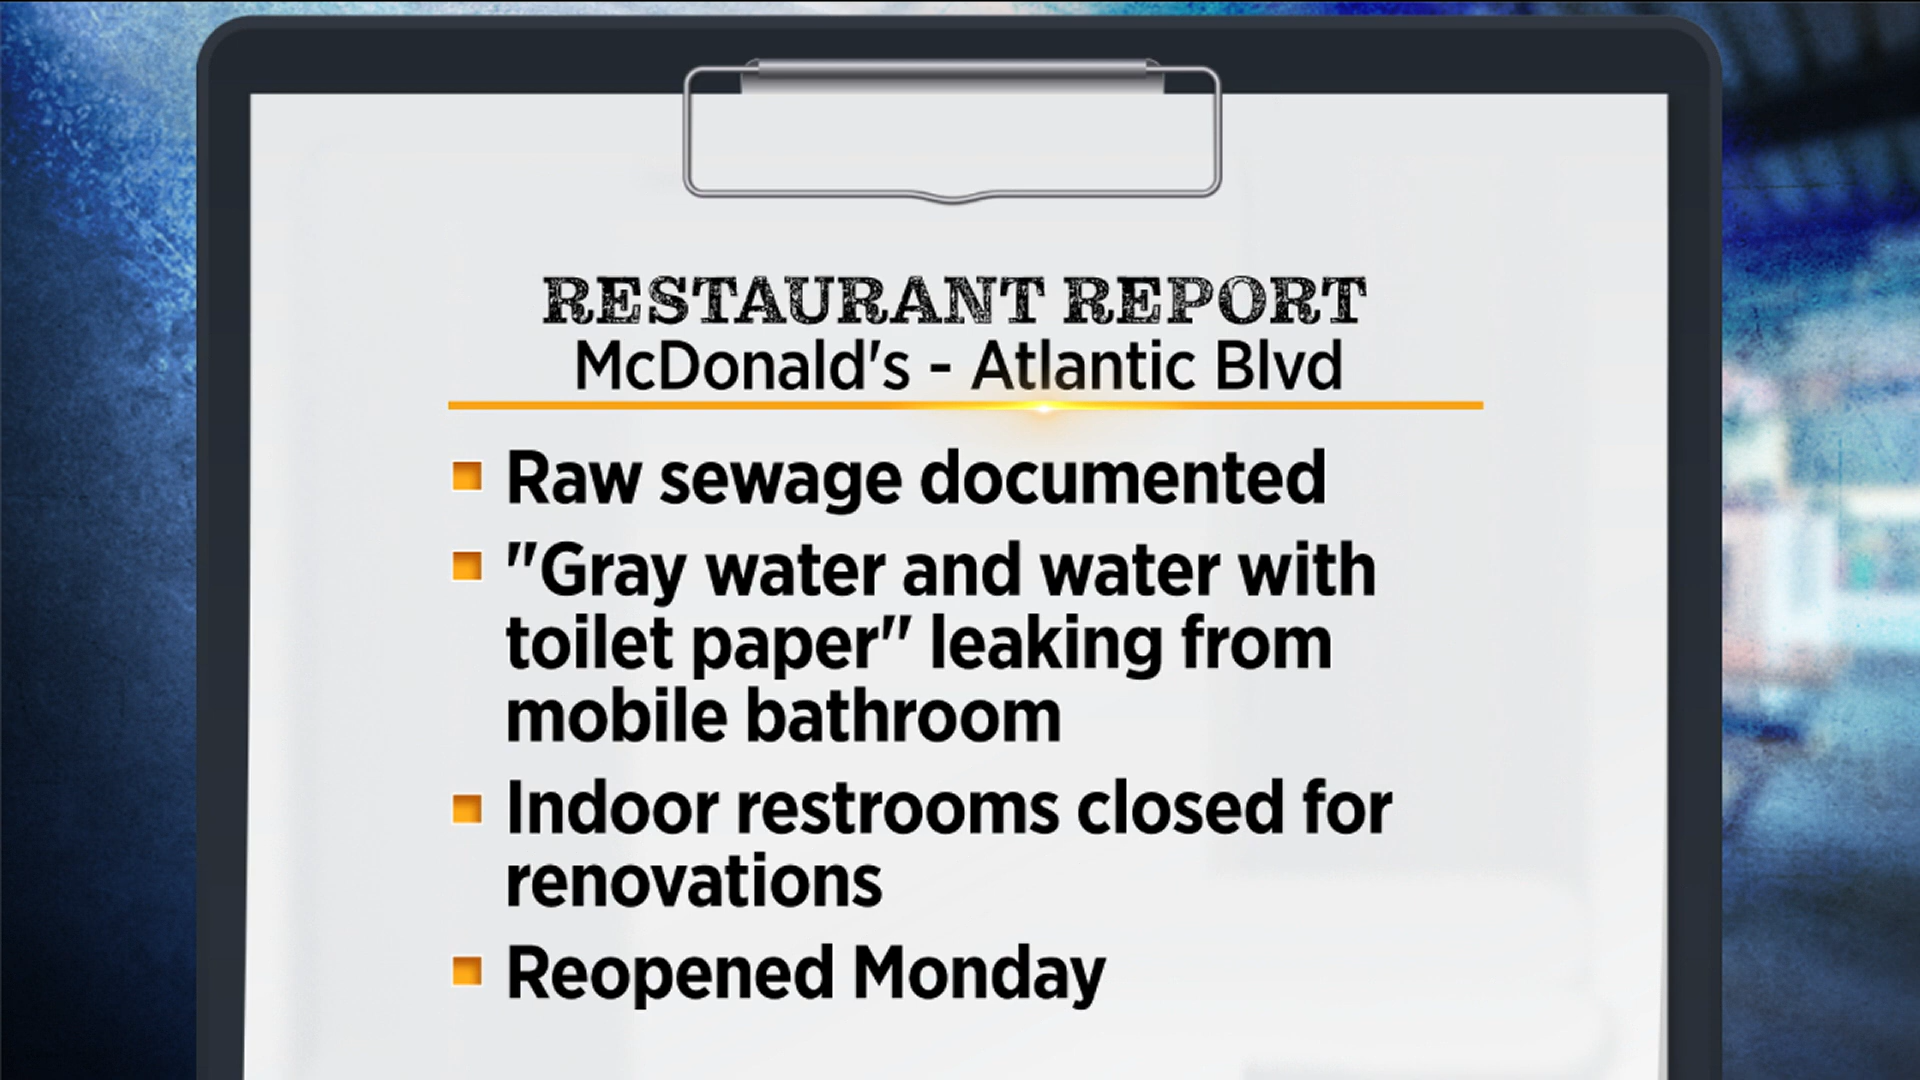 RESTAURANT REPORT
McDonald's - Atlantic Blvd
Raw sewage documented
"Gray water and water with
toilet paper" leaking from
mobile bathroom
Indoor restrooms closed for
renovations
Reopened Monday